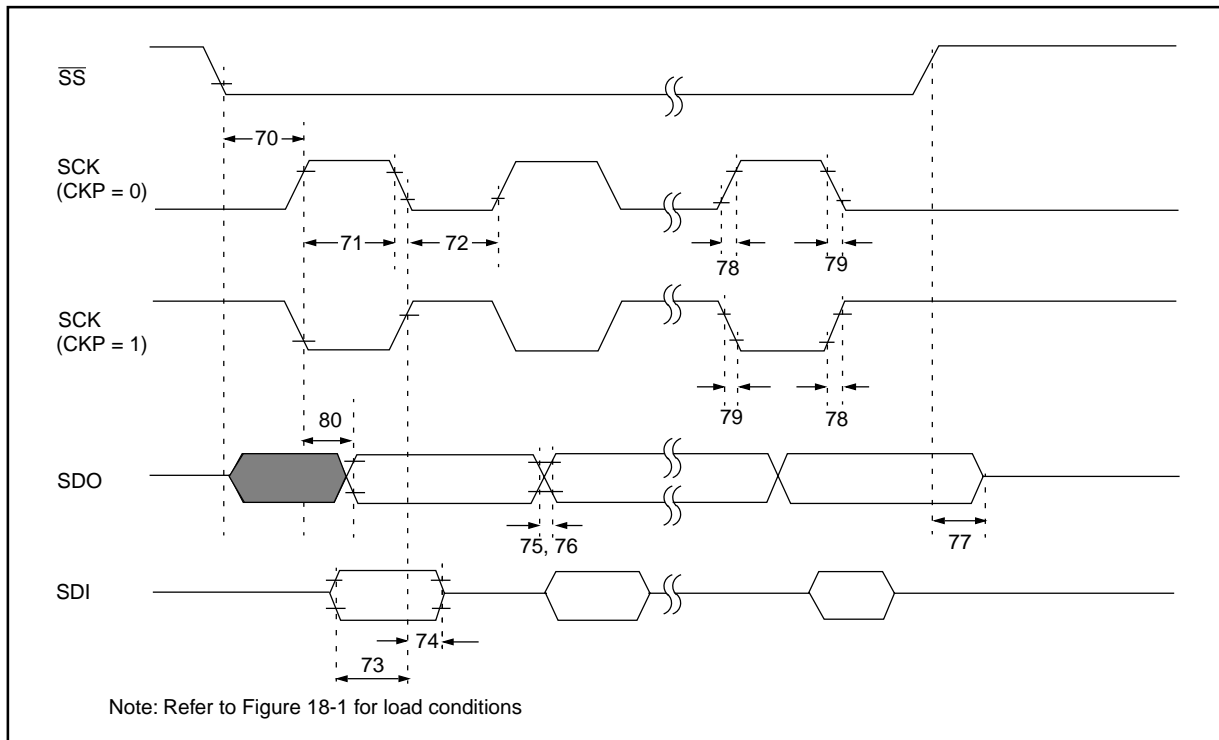 SS
70
SCK
(CKP = 0)
71
72
78
79
SCK
(CKP = 1)
79
78
80
SDO
75, 76
77
SDI
74
73
Note: Refer to Figure 18-1 for load conditions